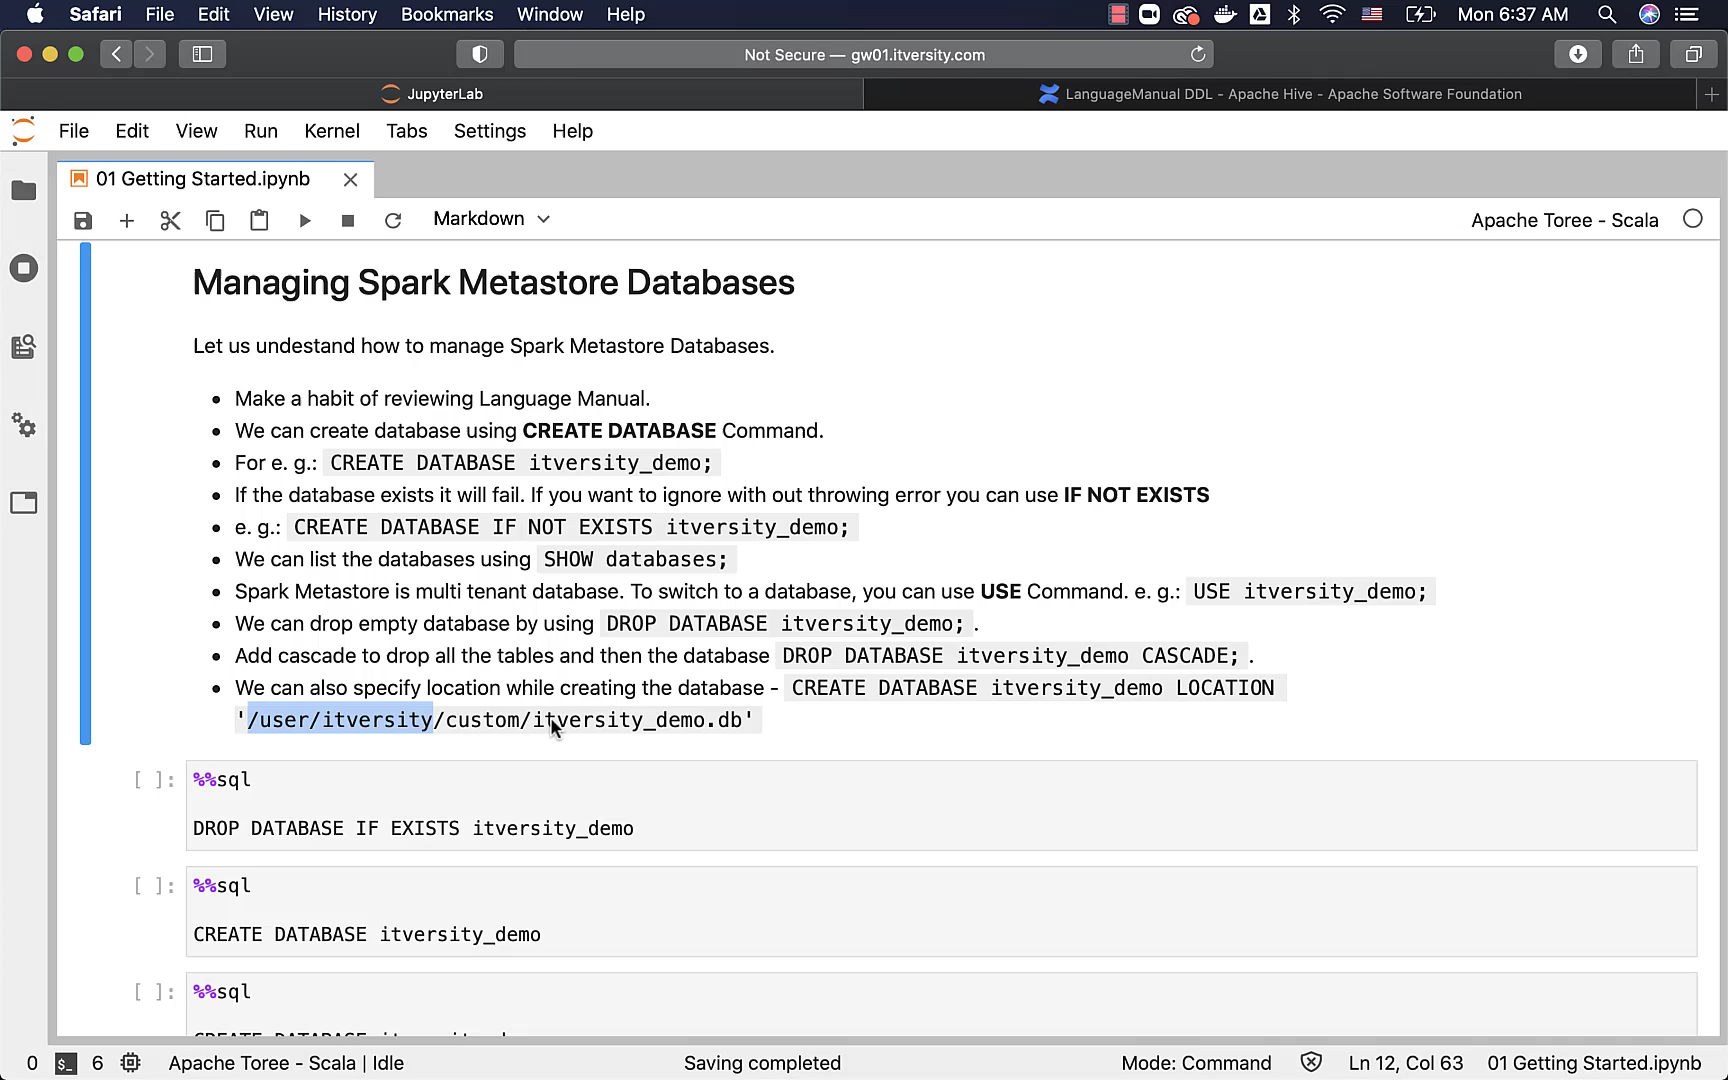 Safari File Edit View History Bookmarks Window Help Mon 6:37 AM
Not Secure — gw01.itversity.com
JupyterLab
LanguageManual DDL - Apache Hive - Apache Software Foundation
File Edit View Run Kernel Tabs Settings Help
01 Getting Started.ipynb
Markdown
Apache Toree - Scala
Managing Spark Metastore Databases
Let us undestand how to manage Spark Metastore Databases.
• Make a habit of reviewing Language Manual.
• We can create database using CREATE DATABASE Command.
• For e. g.: CREATE DATABASE itversity_demo;
• If the database exists it will fail. If you want to ignore with out throwing error you can use IF NOT EXISTS
• e. g.: CREATE DATABASE IF NOT EXISTS itversity_demo;
• We can list the databases using SHOW databases;
• Spark Metastore is multi tenant database. To switch to a database, you can use USE Command. e. g.: USE itversity_demo;
• We can drop empty database by using DROP DATABASE itversity_demo; .
• Add cascade to drop all the tables and then the database DROP DATABASE itversity_demo CASCADE; .
• We can also specify location while creating the database - CREATE DATABASE itversity_demo LOCATION
'/user/itversity/custom/itversity_demo.db'
[ ]: %%sql
DROP DATABASE IF EXISTS itversity_demo
[ ]: %%sql
CREATE DATABASE itversity_demo
[ ]: %%sql
0 $_ 6 Apache Toree - Scala | Idle Saving completed Mode: Command Ln 12, Col 63 01 Getting Started.ipynb